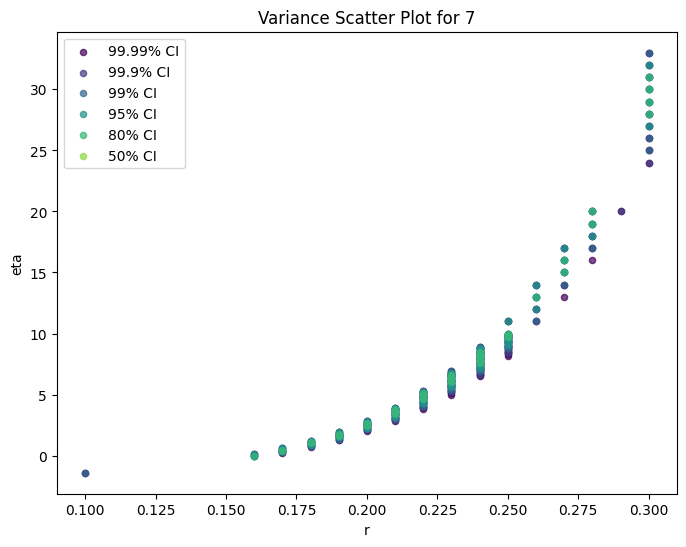 Variance Scatter Plot for 7
99.99% CI
99.9% CI
99% CI
95% CI
80% CI
50% CI
eta
30
25
20
15
10
5
0
0.100 0.125 0.150 0.175 0.200 0.225 0.250 0.275 0.300
r